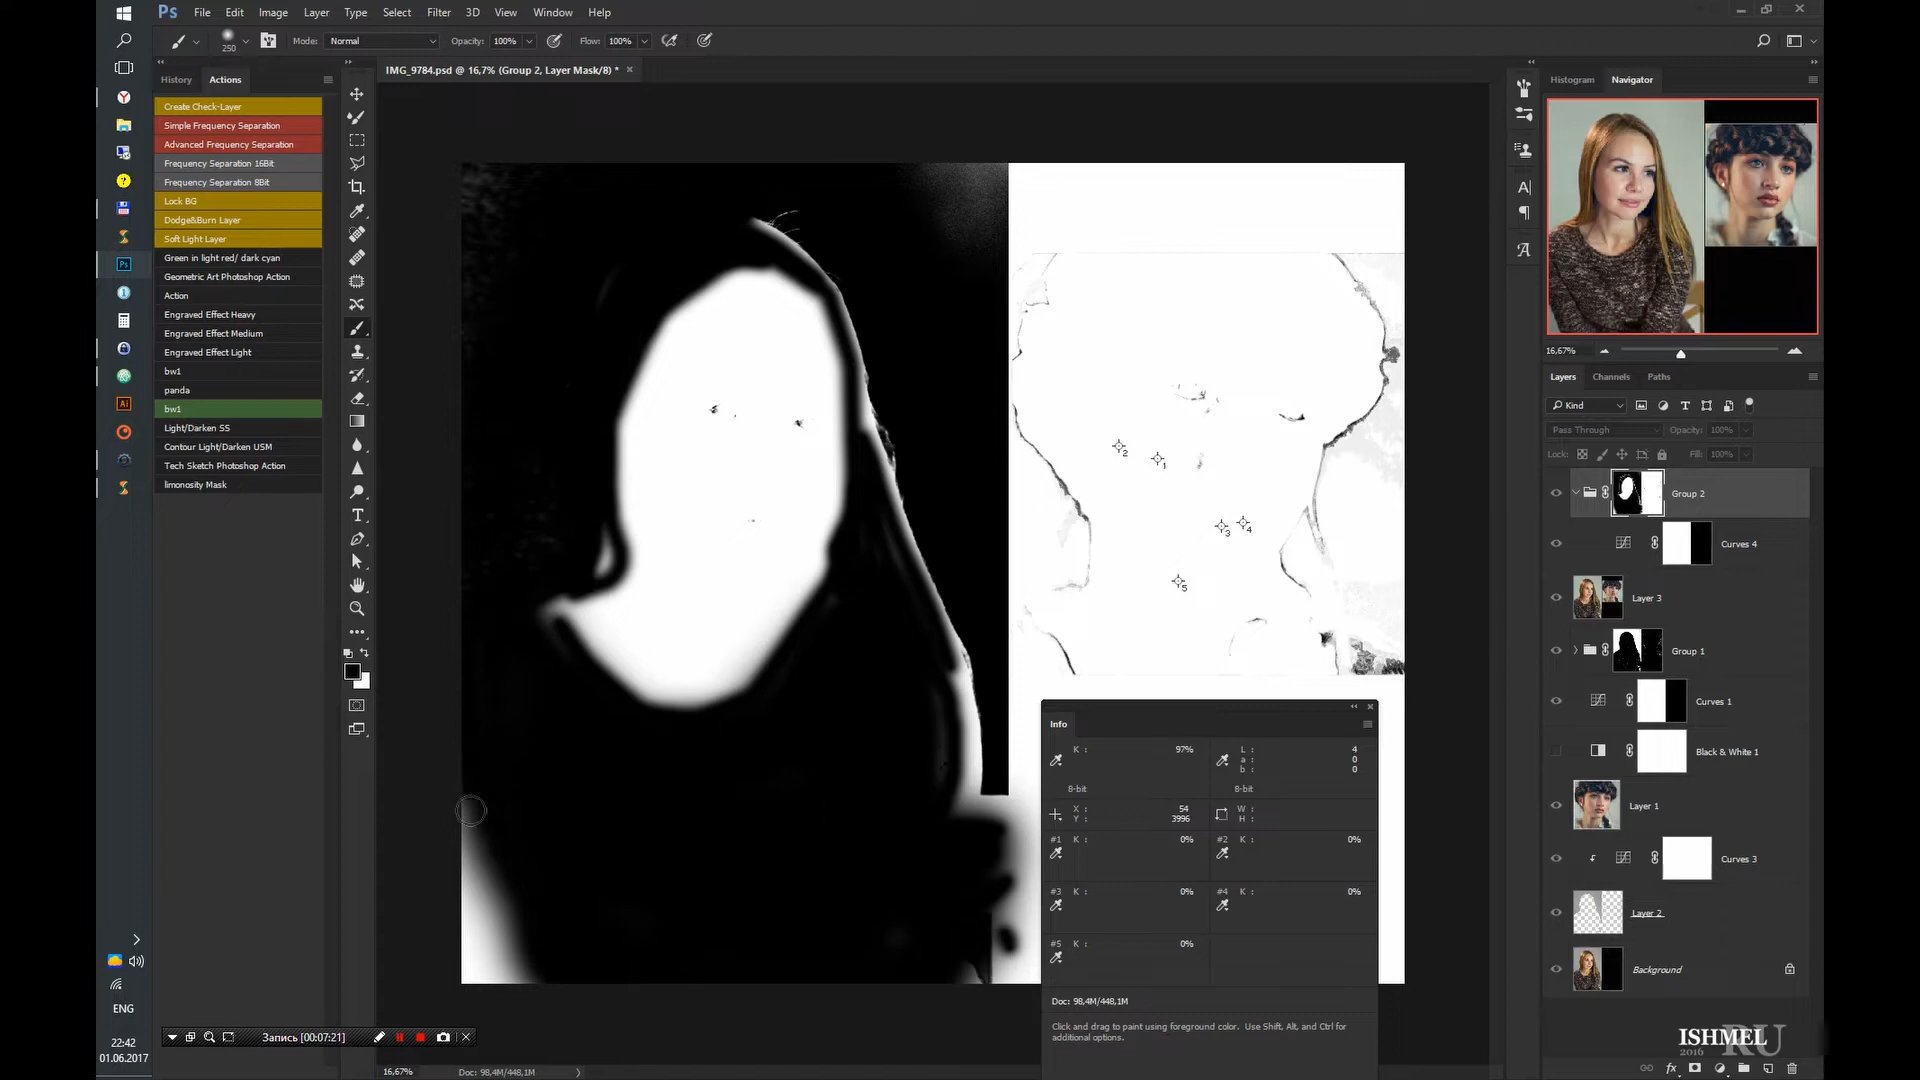 Ps File Edit Image Layer Type Select Filter 3D View Window Help
250 Mode: Normal Opacity: 100% Flow: 100%
History Actions
IMG_9784.psd @ 16,7% (Group 2, Layer Mask/8) *
Histogram Navigator
Create Check-Layer
Simple Frequency Separation
Advanced Frequency Separation
Frequency Separation 16Bit
Frequency Separation 8Bit
Lock BG
Dodge&Burn Layer
Soft Light Layer
Green in light red/ dark cyan
Geometric Art Photoshop Action
Action
Engraved Effect Heavy
Engraved Effect Medium
Engraved Effect Light
bw1
panda
bw1
Light/Darken SS
Contour Light/Darken USM
Tech Sketch Photoshop Action
limonosity Mask
2
1
3
4
5
16,67%
Layers Channels Paths
Kind
Pass Through Opacity: 100%
Lock: Fill: 100%
Group 2
Curves 4
Layer 3
Group 1
Curves 1
Black & White 1
Layer 1
Curves 3
Layer 2
Background
Info
K : 97% L : 4
a : 0
b : 0
8-bit 8-bit
X : 54 W :
Y : 3996 H :
#1 K : 0% #2 K : 0%
#3 K : 0% #4 K : 0%
#5 K : 0%
Doc: 98,4M/448,1M
Click and drag to paint using foreground color. Use Shift, Alt, and Ctrl for
additional options.
ENG
22:42
01.06.2017
Запись [00:07:21]
16,67% Doc: 98,4M/448,1M
ISHMEL
2016
RU